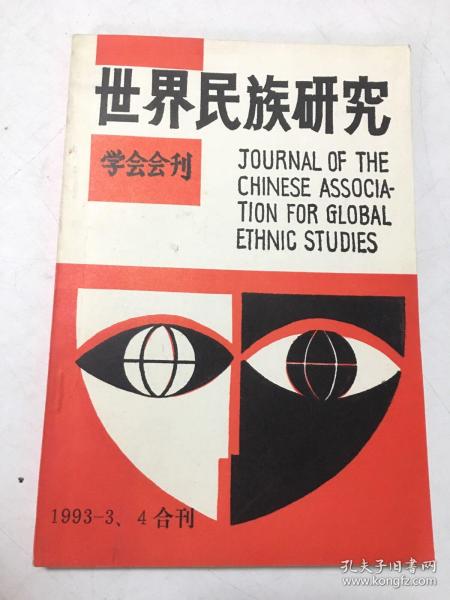 世界民族研究
学会会刊
JOURNAL OF THE
CHINESE ASSOCIA-
TION FOR GLOBAL
ETHNIC STUDIES
1993-3、4合刊
孔夫子旧书网
www.kongfz.com